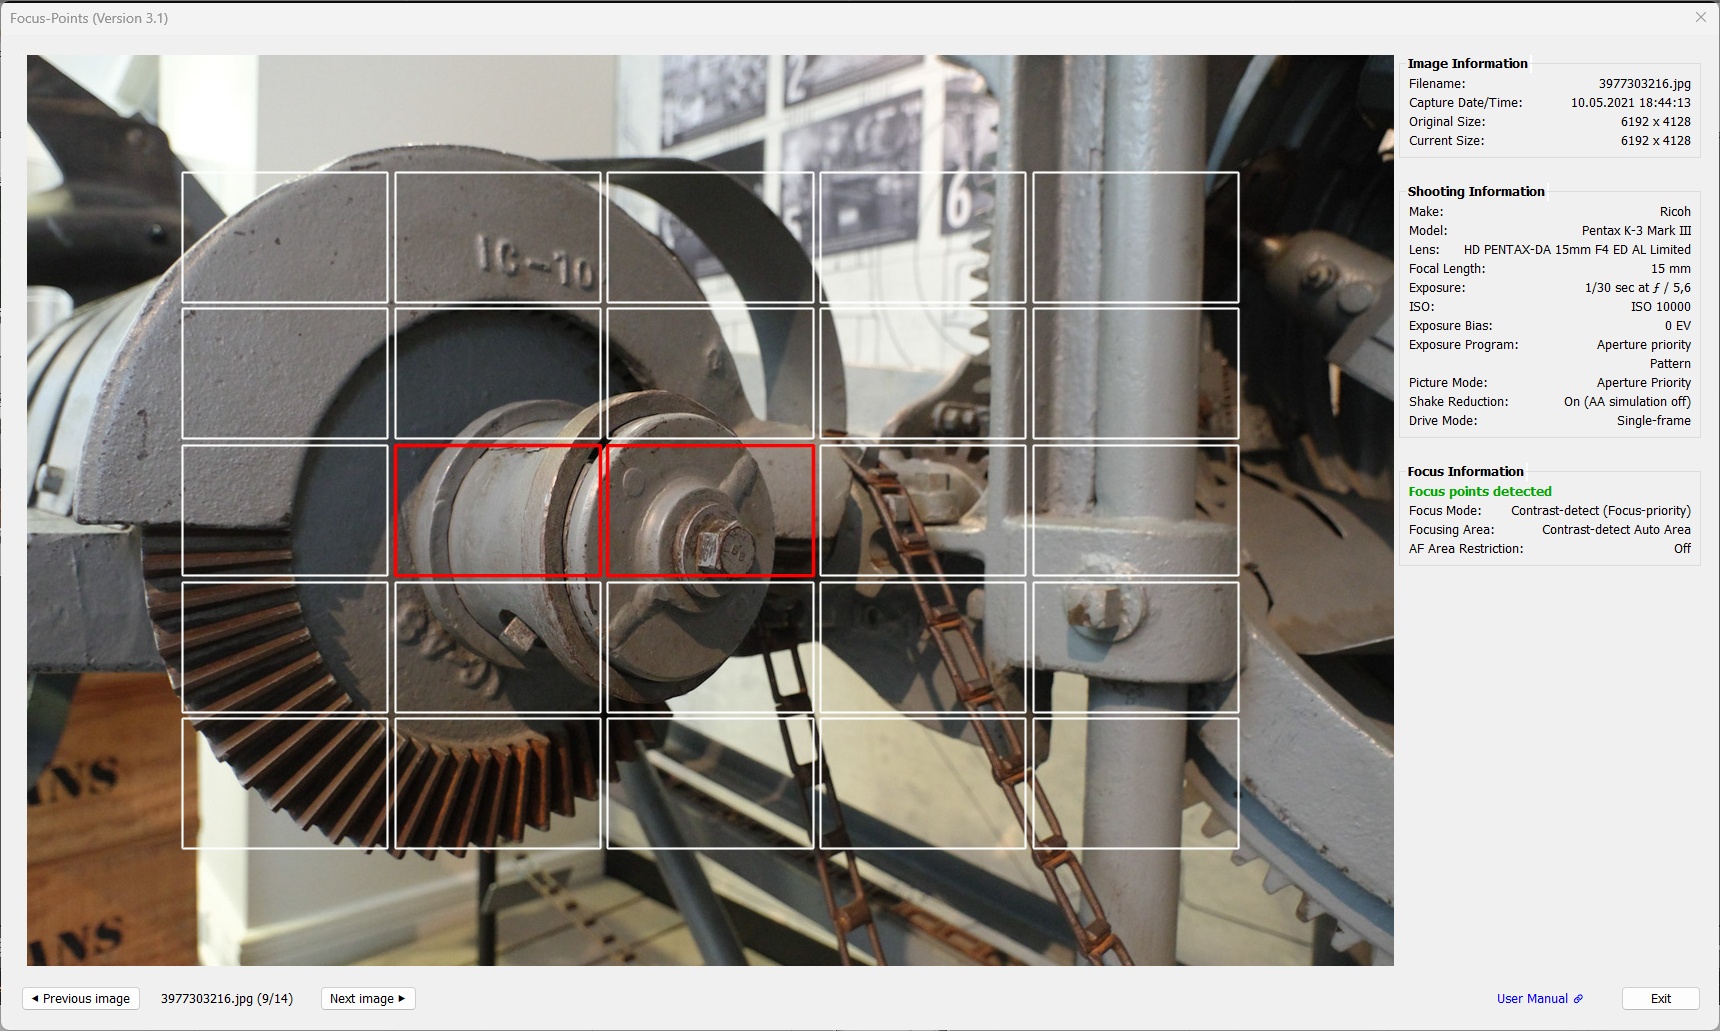 Focus-Points (Version 3.1)
Image Information
Filename: 3977303216.jpg
Capture Date/Time: 10.05.2021 18:44:13
Original Size: 6192 x 4128
Current Size: 6192 x 4128
Shooting Information
Make: Ricoh
Model: Pentax K-3 Mark III
Lens: HD PENTAX-DA 15mm F4 ED AL Limited
Focal Length: 15 mm
Exposure: 1/30 sec at ƒ / 5,6
ISO: ISO 10000
Exposure Bias: 0 EV
Exposure Program: Aperture priority
Pattern
Picture Mode: Aperture Priority
Shake Reduction: On (AA simulation off)
Drive Mode: Single-frame
Focus Information
Focus points detected
Focus Mode: Contrast-detect (Focus-priority)
Focusing Area: Contrast-detect Auto Area
AF Area Restriction: Off
2
6
5
IC-10
NS
NS
Previous image
3977303216.jpg (9/14)
Next image
User Manual
Exit